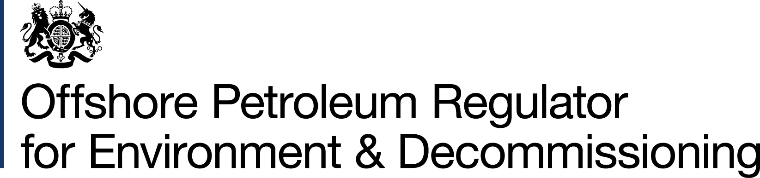 Offshore Petroleum Regulator
for Environment & Decommissioning